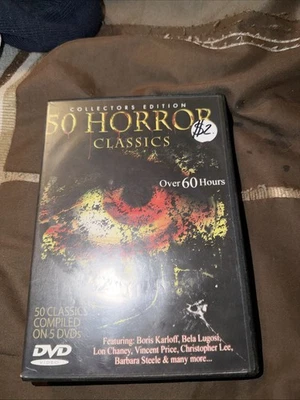 COLLECTORS EDITION
50 HORROR
$2.
CLASSICS
Over 60 Hours
50 CLASSICS
COMPILED
ON 5 DVDs
DVD
Featuring: Boris Karloff, Bela Lugosi,
Lon Chaney, Vincent Price, Christopher Lee,
Barbara Steele & many more...